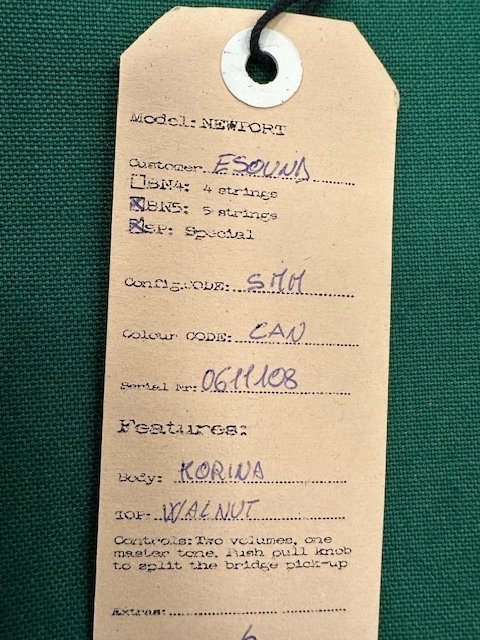 Model: NEWPORT
Customer ESOUND
☐ BN4: 4 strings
☒ BN5: 5 strings
☒ SP: Special
Config.CODE: SMM
Colour CODE: CAN
Serial Nr: 0611108
Features:
Body: KORINA
TOP: WALNUT
Controls: Two volumes, one
master tone. Push pull knob
to split the bridge pick-up
Extras: